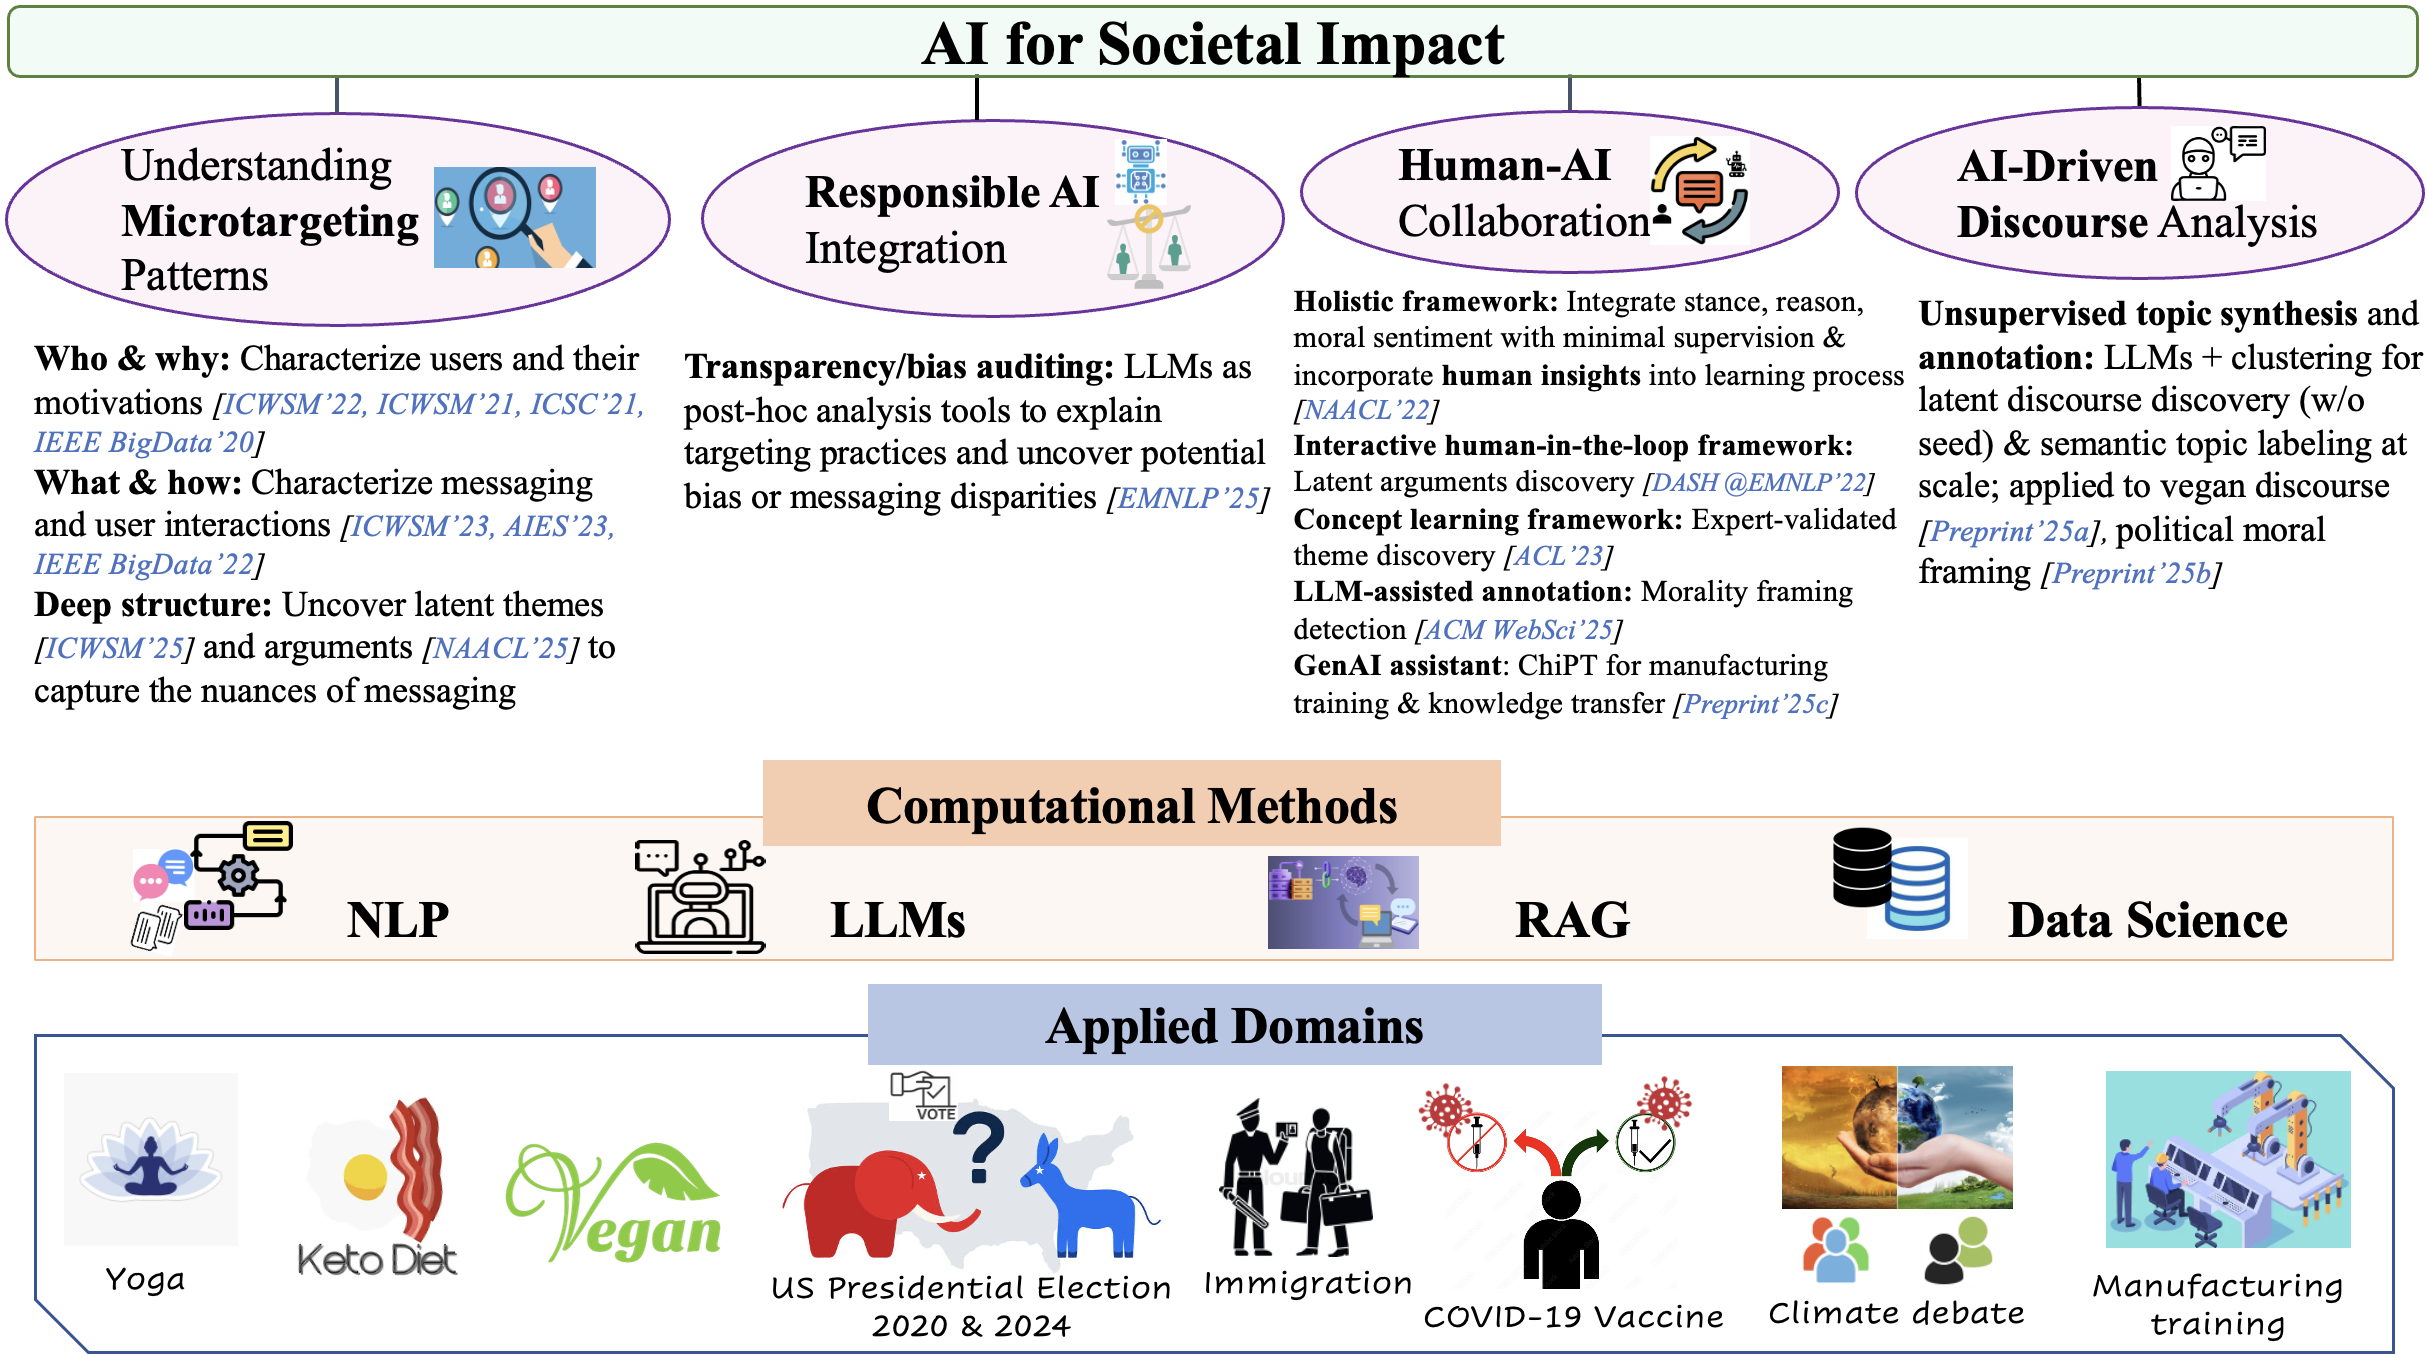 AI for Societal Impact
Understanding
Microtargeting
Patterns
Who & why: Characterize users and their
motivations [ICWSM’22, ICWSM’21, ICSC’21,
IEEE BigData’20]
What & how: Characterize messaging
and user interactions [ICWSM’23, AIES’23,
IEEE BigData’22]
Deep structure: Uncover latent themes
[ICWSM’25] and arguments [NAACL’25] to
capture the nuances of messaging
Responsible AI
Integration
Transparency/bias auditing: LLMs as
post-hoc analysis tools to explain
targeting practices and uncover potential
bias or messaging disparities [EMNLP’25]
Human-AI
Collaboration
Holistic framework: Integrate stance, reason,
moral sentiment with minimal supervision &
incorporate human insights into learning process
[NAACL’22]
Interactive human-in-the-loop framework:
Latent arguments discovery [DASH @EMNLP’22]
Concept learning framework: Expert-validated
theme discovery [ACL’23]
LLM-assisted annotation: Morality framing
detection [ACM WebSci’25]
GenAI assistant: ChiPT for manufacturing
training & knowledge transfer [Preprint’25c]
AI-Driven
Discourse Analysis
Unsupervised topic synthesis and
annotation: LLMs + clustering for
latent discourse discovery (w/o
seed) & semantic topic labeling at
scale; applied to vegan discourse
[Preprint’25a], political moral
framing [Preprint’25b]
Computational Methods
NLP
LLMs
RAG
Data Science
Applied Domains
Yoga
Keto Diet
Vegan
VOTE
?
US Presidential Election
2020 & 2024
Immigration
COVID-19 Vaccine
Climate debate
Manufacturing
training